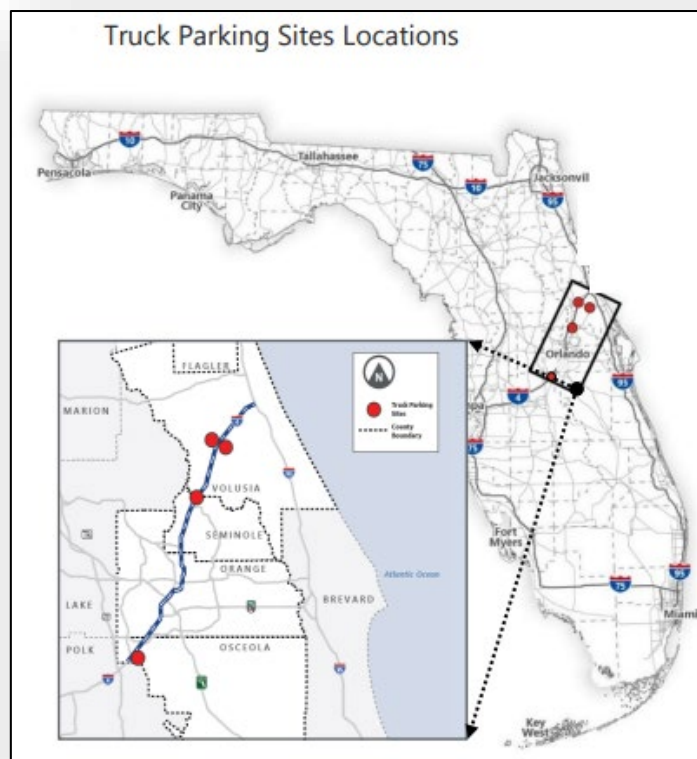 Truck Parking Sites Locations
10
Tallahassee
75
Pensacola
10
Jacksonvil
Panama
City
95
Orlando
95
4
pa
75
Fort
Myers
95
75
Miami
Key
West
FLAGLER
MARION
N
Truck Parking
Sites
County
Boundary
VOLUSIA
SEMINOLE
ORANGE
Atlantic Ocean
BREVARD
LAKE
POLK
OSCEOLA